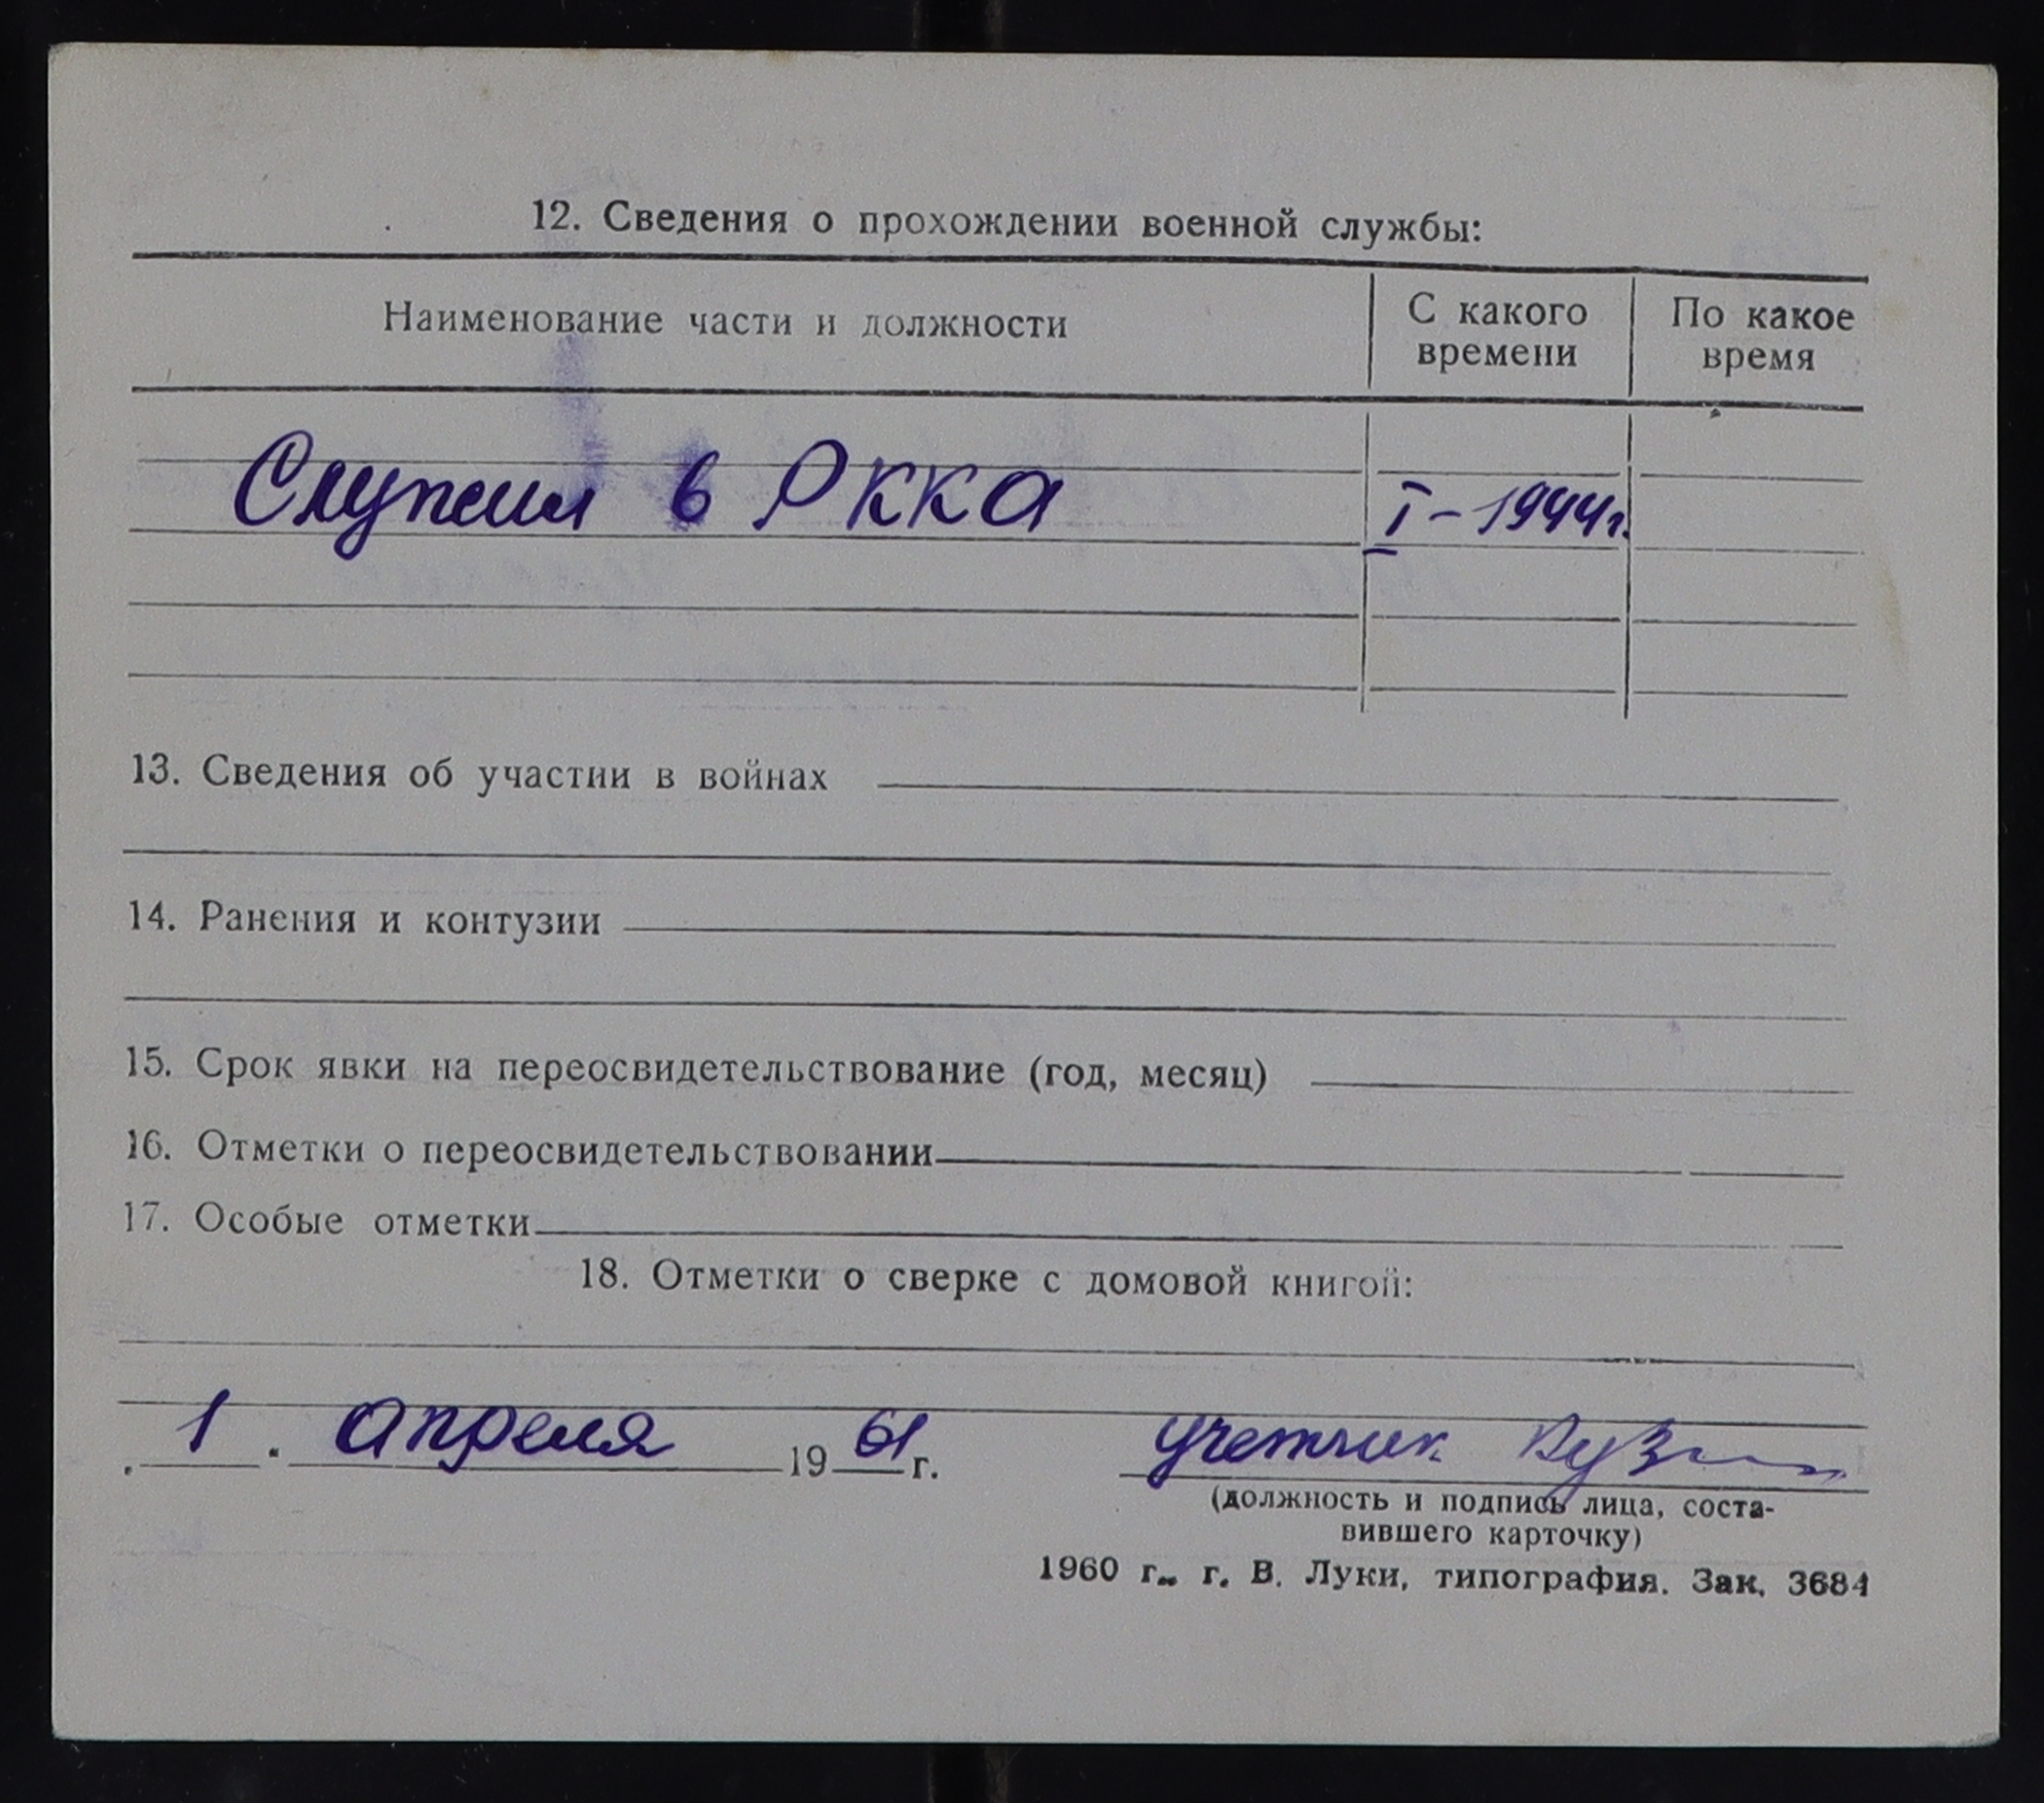 12. Сведения о прохождении военной службы:
Наименование части и должности
С какого времени
По какое время
Служил в РККА
I – 1944 г.
13. Сведения об участии в войнах
14. Ранения и контузии
15. Срок явки на переосвидетельствование (год, месяц)
16. Отметки о переосвидетельствовании
17. Особые отметки
18. Отметки о сверке с домовой книгой:
1. Апреля 1961 г.
Учетчик
(должность и подпись лица, соста-
вившего карточку)
1960 г., г. В. Луки, типография. Зак. 3684